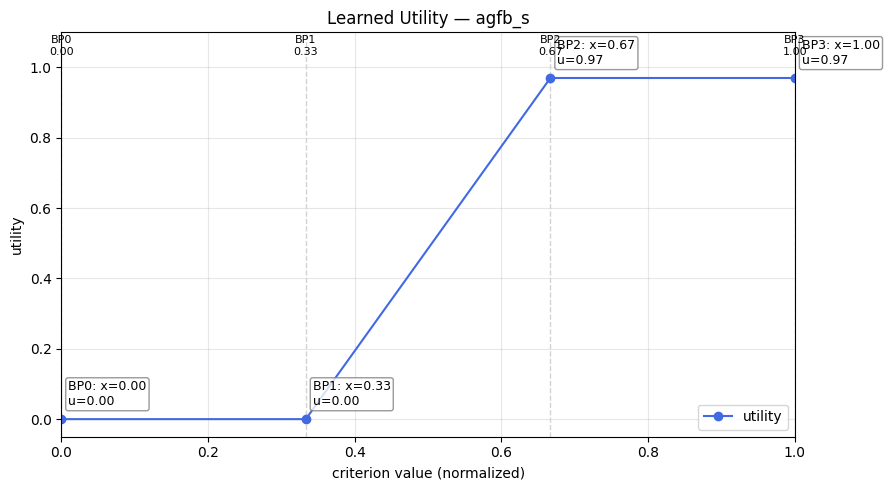 Learned Utility — agfb_s
BP0
0.00
BP1
0.33
BP2
0.67
BP3
1.00
BP2: x=0.67
u=0.97
BP3: x=1.00
u=0.97
1.0
0.8
0.6
0.4
0.2
0.0
utility
BP0: x=0.00
u=0.00
BP1: x=0.33
u=0.00
utility
0.0
0.2
0.4
0.6
0.8
1.0
criterion value (normalized)